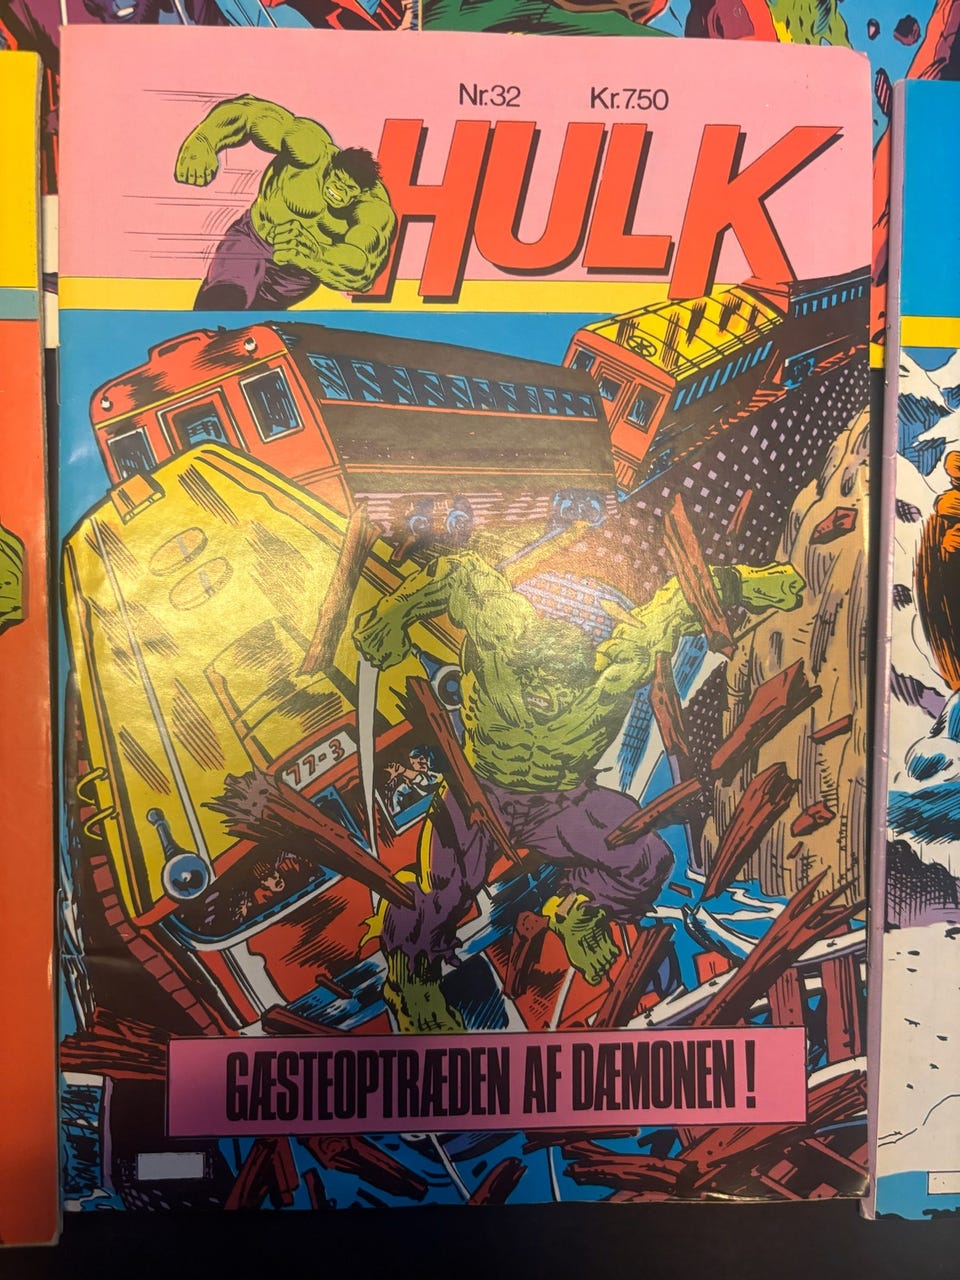 Nr.32 Kr.7.50
HULK
77-3
GÆSTEOPTRÆDEN AF DÆMONEN!